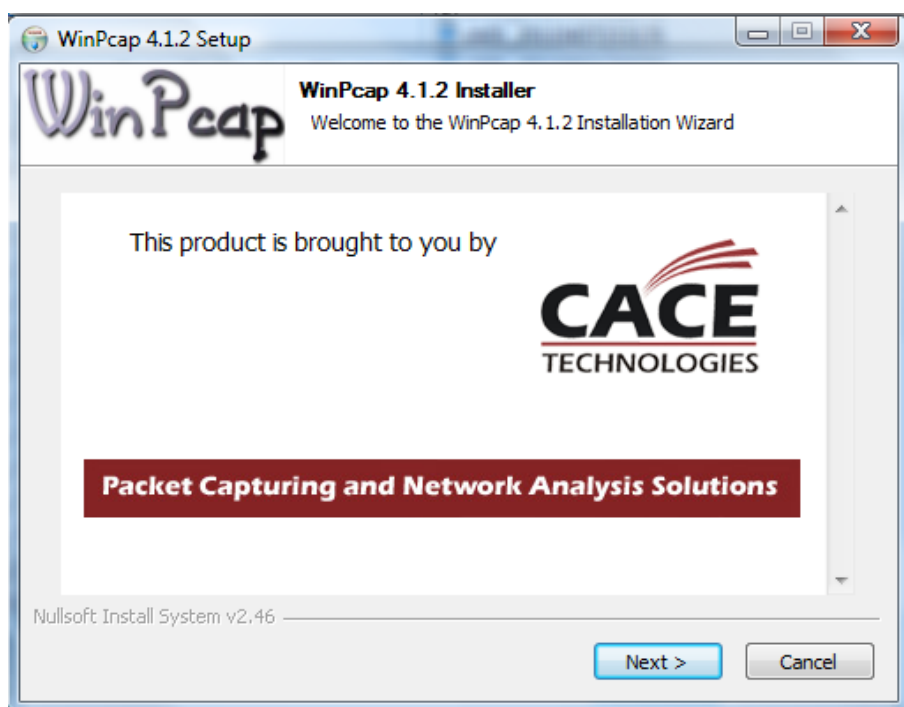 WinPcap 4.1.2 Setup
WinPcap
WinPcap 4.1.2 Installer
Welcome to the WinPcap 4.1.2 Installation Wizard
This product is brought to you by
CACE
TECHNOLOGIES
Packet Capturing and Network Analysis Solutions
Nullsoft Install System v2.46
Next >
Cancel